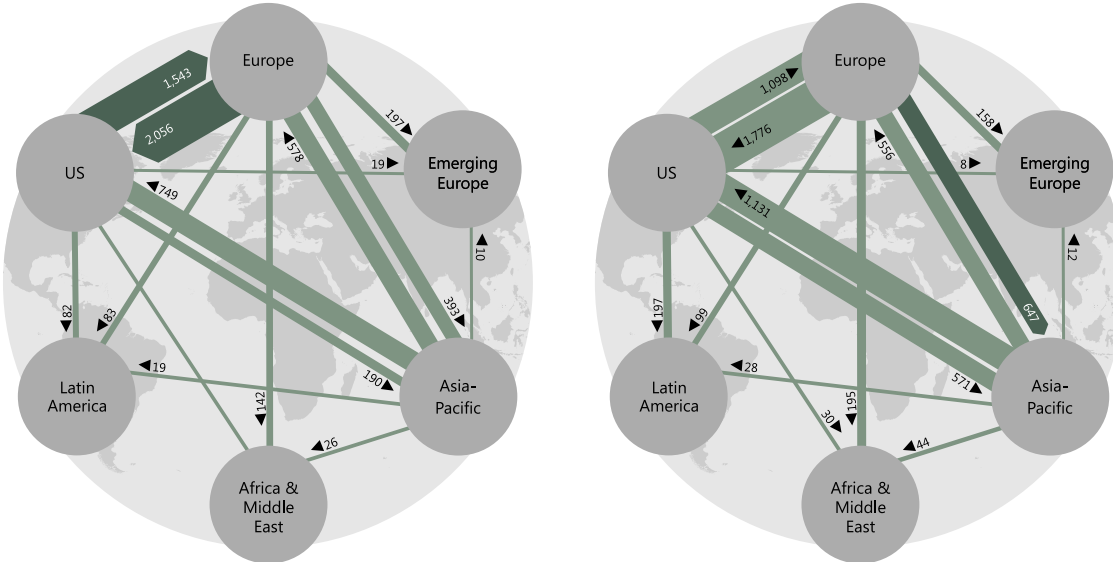 Europe
1,543
2,056
197
578
19
Emerging
Europe
US
749
393
10
82
83
190
19
Latin
America
142
Asia-
Pacific
26
Africa &
Middle
East
Europe
1,098
1,776
158
556
8
Emerging
Europe
US
1,131
647
12
197
99
571
28
Latin
America
30
195
Asia-
Pacific
44
Africa &
Middle
East